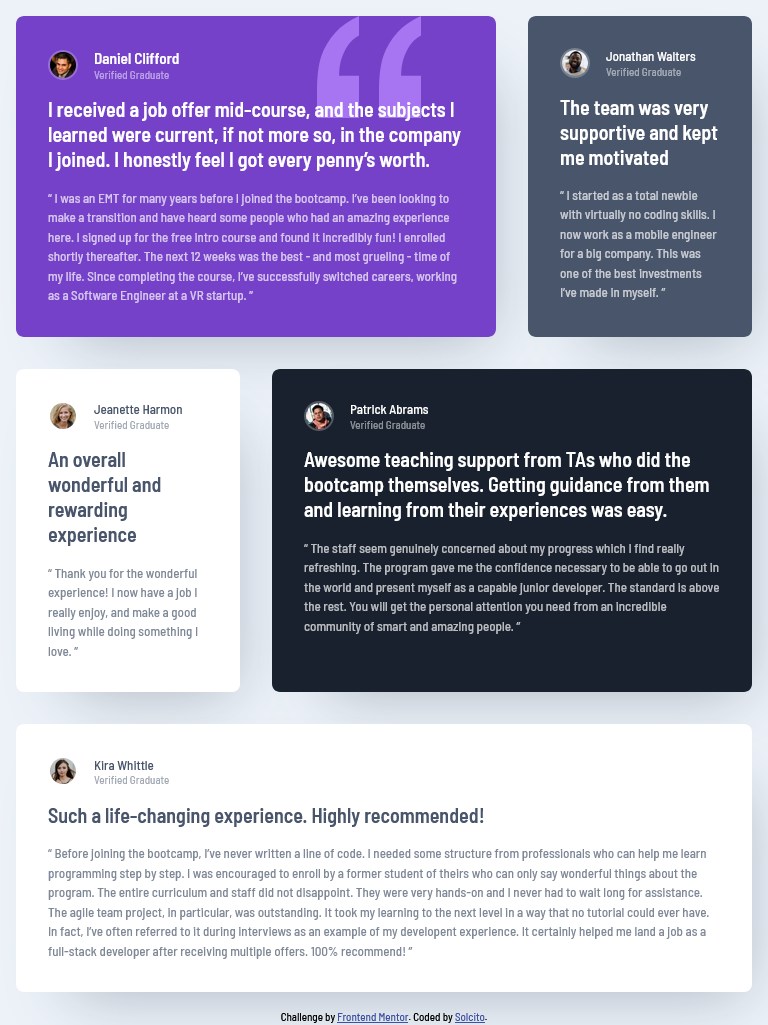 Daniel Clifford
Verified Graduate
I received a job offer mid-course, and the subjects I
learned were current, if not more so, in the company
I joined. I honestly feel I got every penny’s worth.
“ I was an EMT for many years before I joined the bootcamp. I’ve been looking to
make a transition and have heard some people who had an amazing experience
here. I signed up for the free intro course and found it incredibly fun! I enrolled
shortly thereafter. The next 12 weeks was the best - and most grueling - time of
my life. Since completing the course, I’ve successfully switched careers, working
as a Software Engineer at a VR startup. ”
Jonathan Walters
Verified Graduate
The team was very
supportive and kept
me motivated
“ I started as a total newbie
with virtually no coding skills. I
now work as a mobile engineer
for a big company. This was
one of the best investments
I’ve made in myself. ”
Jeanette Harmon
Verified Graduate
An overall
wonderful and
rewarding
experience
“ Thank you for the wonderful
experience! I now have a job I
really enjoy, and make a good
living while doing something I
love. ”
Patrick Abrams
Verified Graduate
Awesome teaching support from TAs who did the
bootcamp themselves. Getting guidance from them
and learning from their experiences was easy.
“ The staff seem genuinely concerned about my progress which I find really
refreshing. The program gave me the confidence necessary to be able to go out in
the world and present myself as a capable junior developer. The standard is above
the rest. You will get the personal attention you need from an incredible
community of smart and amazing people. ”
Kira Whittle
Verified Graduate
Such a life-changing experience. Highly recommended!
“ Before joining the bootcamp, I’ve never written a line of code. I needed some structure from professionals who can help me learn
programming step by step. I was encouraged to enroll by a former student of theirs who can only say wonderful things about the
program. The entire curriculum and staff did not disappoint. They were very hands-on and I never had to wait long for assistance.
The agile team project, in particular, was outstanding. It took my learning to the next level in a way that no tutorial could ever have.
In fact, I’ve often referred to it during interviews as an example of my developent experience. It certainly helped me land a job as a
full-stack developer after receiving multiple offers. 100% recommend! ”
Challenge by Frontend Mentor. Coded by Solcito.